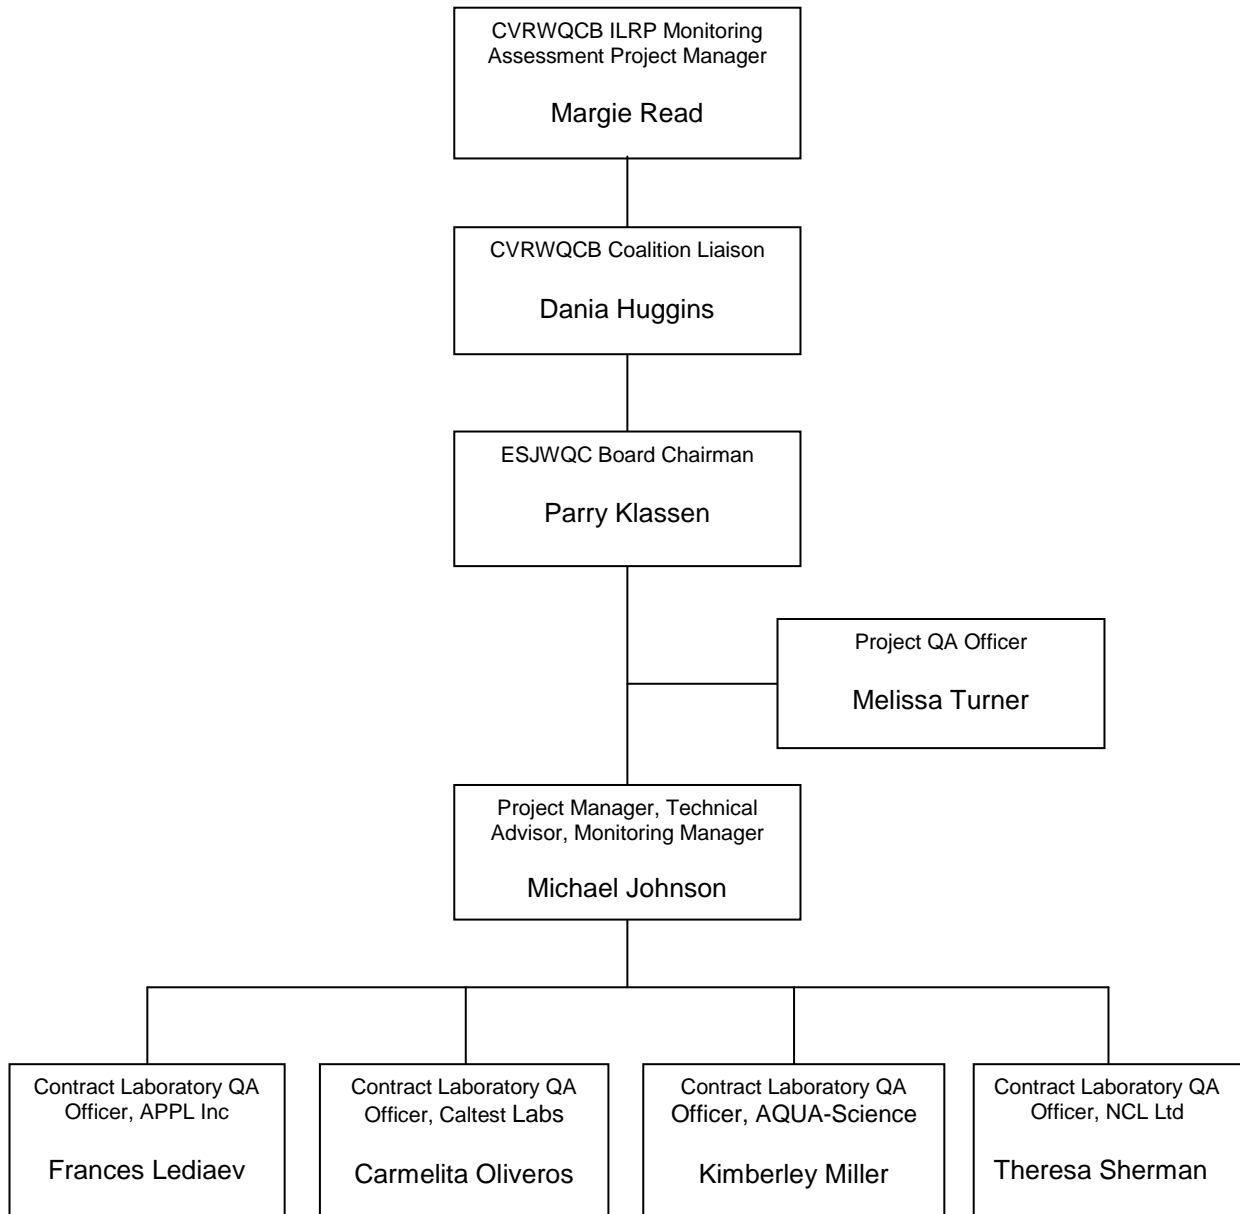 CVRWQCB ILRP Monitoring
Assessment Project Manager
Margie Read
CVRWQCB Coalition Liaison
Dania Huggins
ESJWQC Board Chairman
Parry Klassen
Project QA Officer
Melissa Turner
Project Manager, Technical
Advisor, Monitoring Manager
Michael Johnson
Contract Laboratory QA
Officer, APPL Inc
Frances Lediaev
Contract Laboratory QA
Officer, Caltest Labs
Carmelita Oliveros
Contract Laboratory QA
Officer, AQUA-Science
Kimberley Miller
Contract Laboratory QA
Officer, NCL Ltd
Theresa Sherman